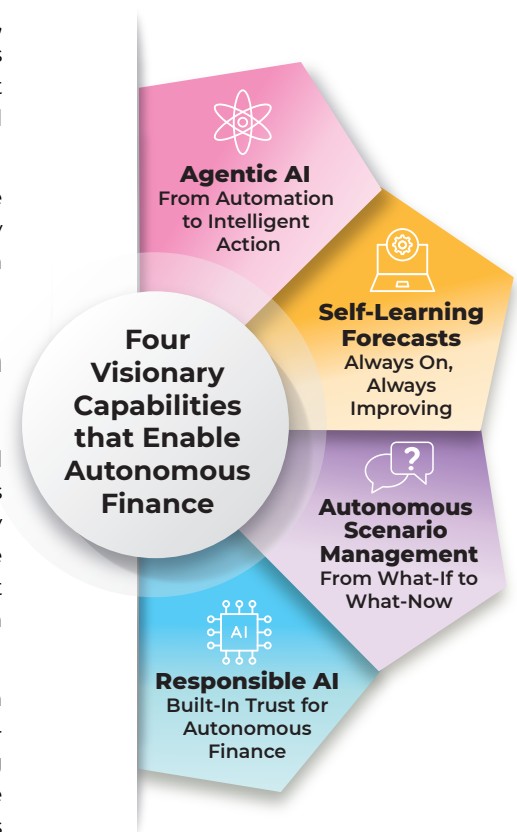 Agentic AI
From Automation
to Intelligent
Action
Self-Learning
Forecasts
Always On,
Always
Improving
Four
Visionary
Capabilities
that Enable
Autonomous
Finance
?
Autonomous
Scenario
Management
From What-If to
What-Now
AI
Responsible AI
Built-In Trust for
Autonomous
Finance